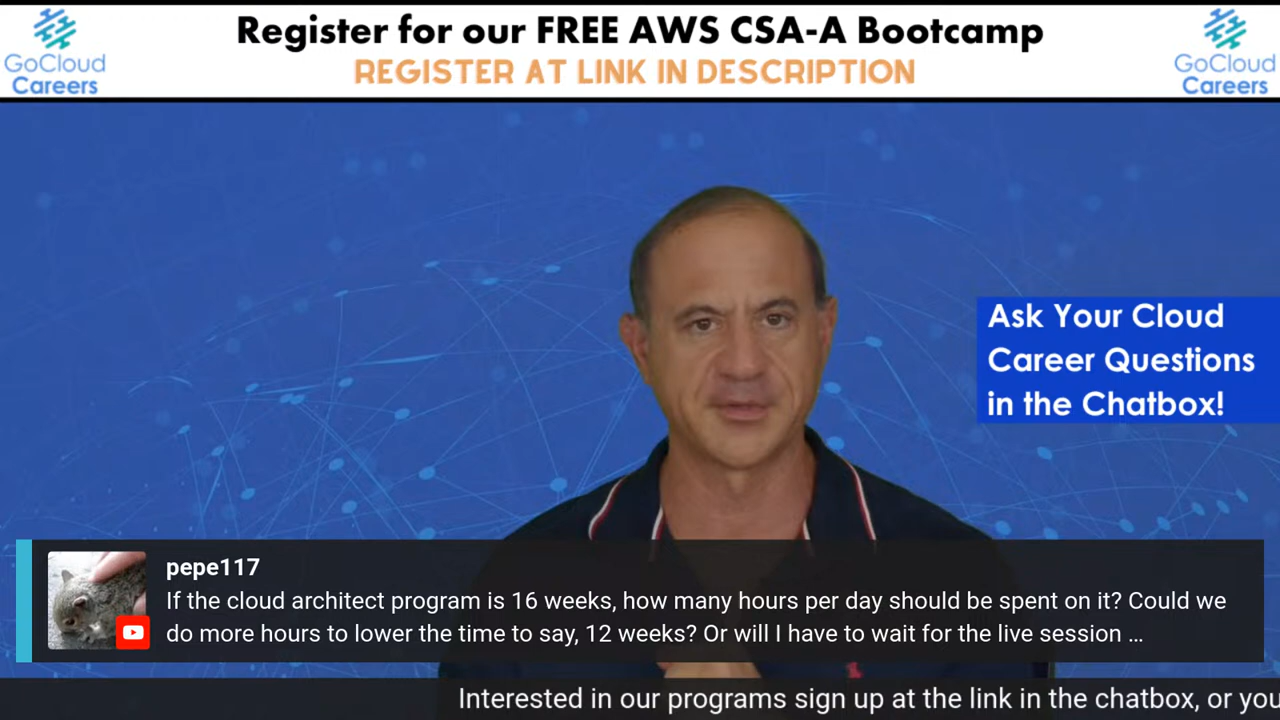 Register for our FREE AWS CSA-A Bootcamp
REGISTER AT LINK IN DESCRIPTION
GoCloud
Careers
GoCloud
Careers
Ask Your Cloud
Career Questions
in the Chatbox!
pepe117
If the cloud architect program is 16 weeks, how many hours per day should be spent on it? Could we
do more hours to lower the time to say, 12 weeks? Or will I have to wait for the live session ...
Interested in our programs sign up at the link in the chatbox, or you